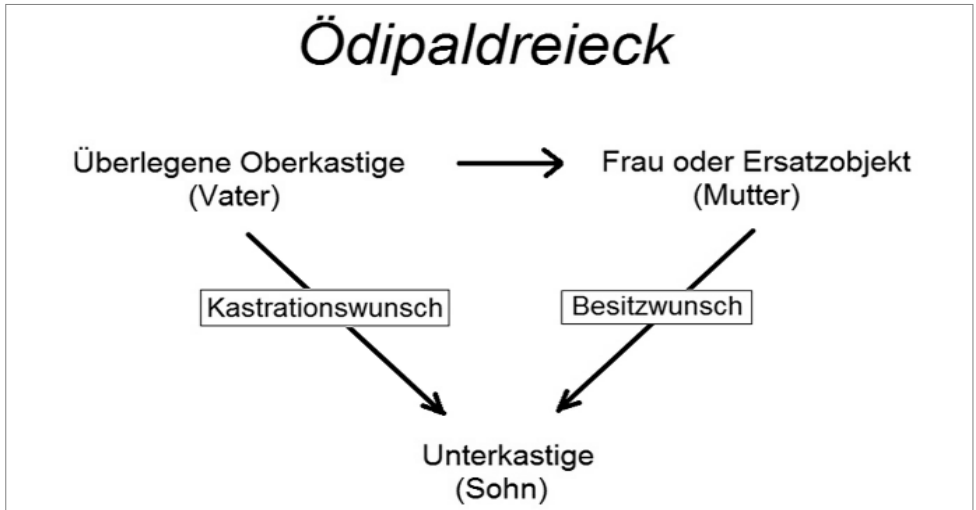 Ödipaldreieck
Überlegene Oberkastige
(Vater)
Frau oder Ersatzobjekt
(Mutter)
Kastrationswunsch
Besitzwunsch
Unterkastige
(Sohn)